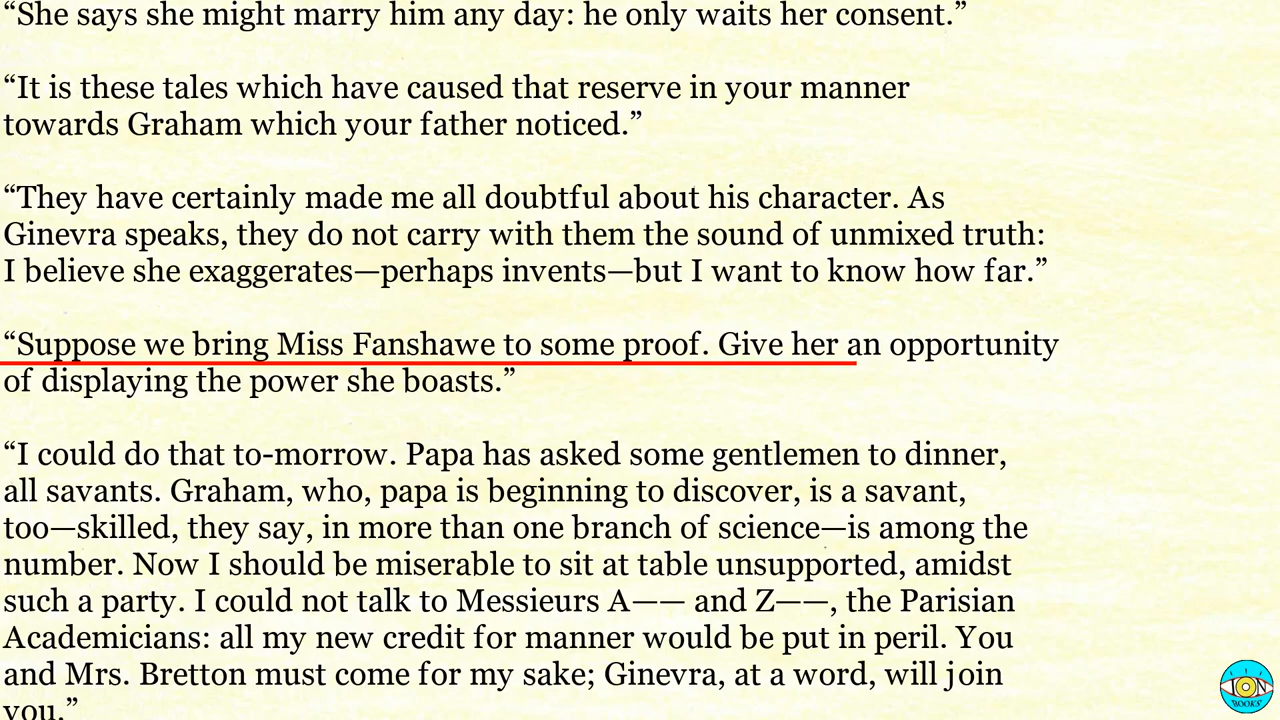 “She says she might marry him any day: he only waits her consent.”
“It is these tales which have caused that reserve in your manner
towards Graham which your father noticed.”
“They have certainly made me all doubtful about his character. As
Ginevra speaks, they do not carry with them the sound of unmixed truth:
I believe she exaggerates—perhaps invents—but I want to know how far.”
“Suppose we bring Miss Fanshawe to some proof. Give her an opportunity
of displaying the power she boasts.”
“I could do that to-morrow. Papa has asked some gentlemen to dinner,
all savants. Graham, who, papa is beginning to discover, is a savant,
too—skilled, they say, in more than one branch of science—is among the
number. Now I should be miserable to sit at table unsupported, amidst
such a party. I could not talk to Messieurs A—— and Z——, the Parisian
Academicians: all my new credit for manner would be put in peril. You
and Mrs. Bretton must come for my sake; Ginevra, at a word, will join
you.”
ION
BOOKS